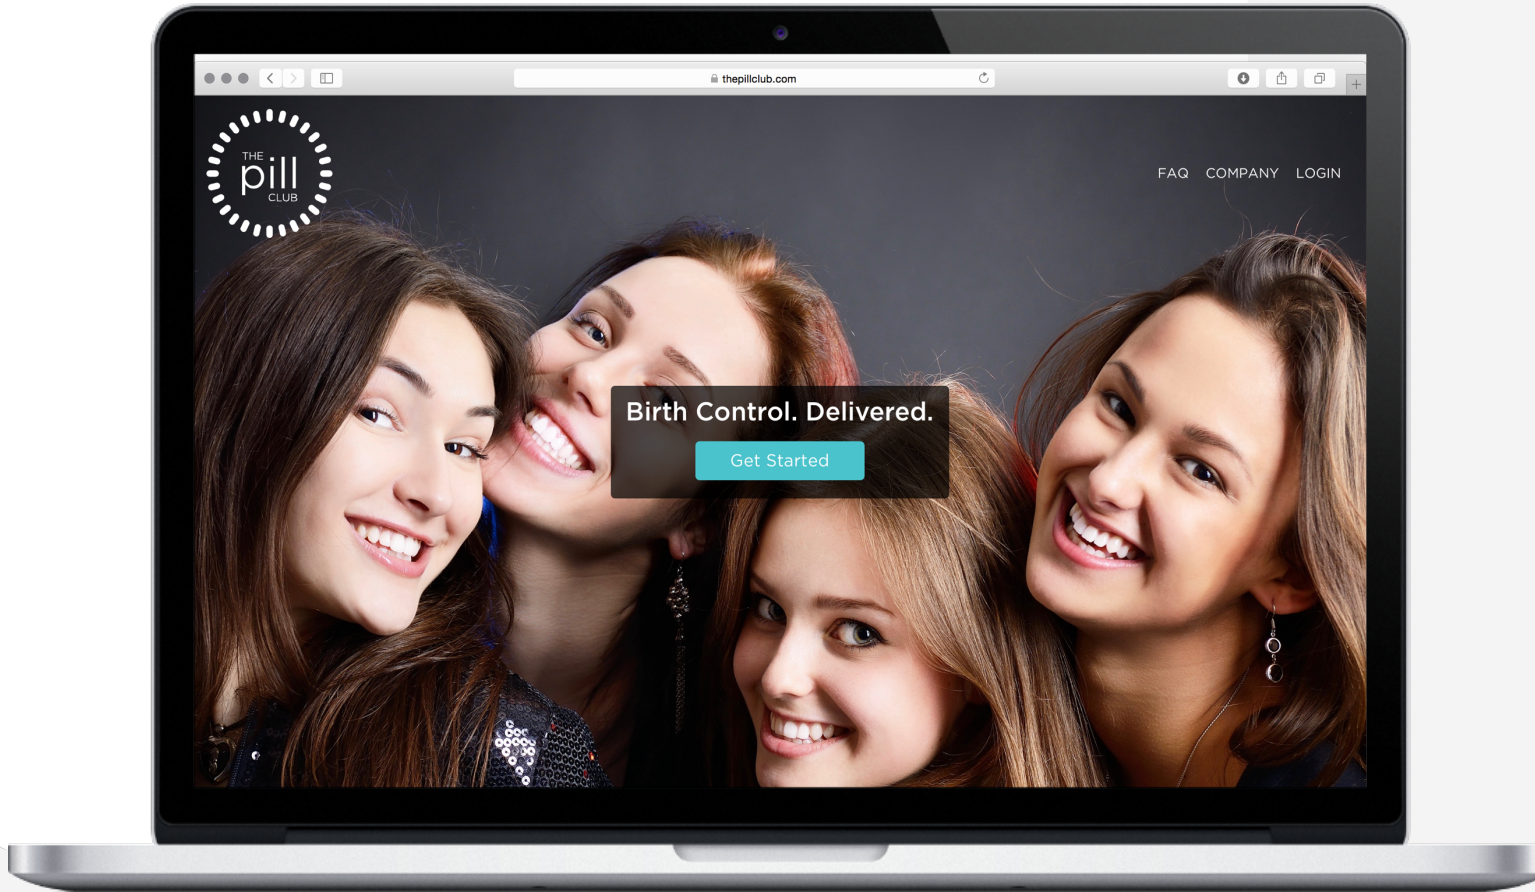 thepillclub.com
THE
pill
CLUB
FAQ COMPANY LOGIN
Birth Control. Delivered.
Get Started